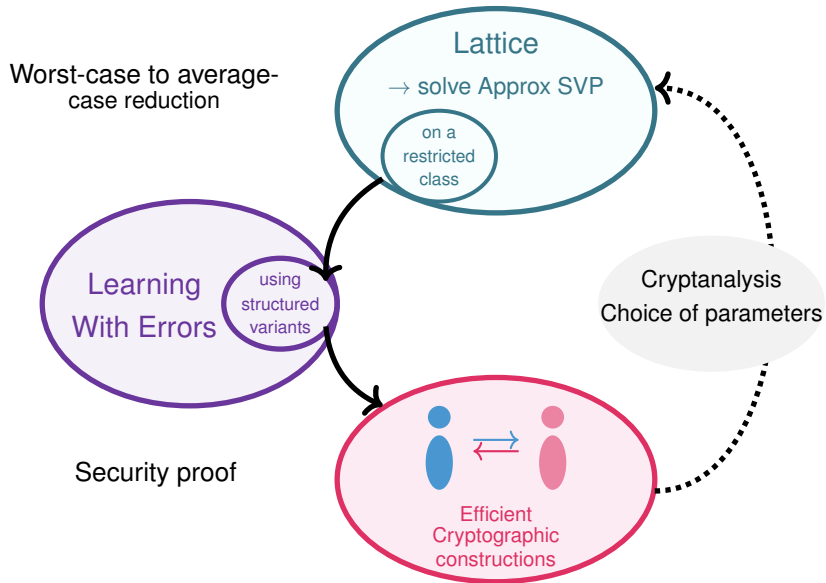 Lattice
→ solve Approx SVP
on a
restricted
class
Worst-case to average-
case reduction
Learning
With Errors
using
structured
variants
Cryptanalysis
Choice of parameters
Security proof
Efficient
Cryptographic
constructions